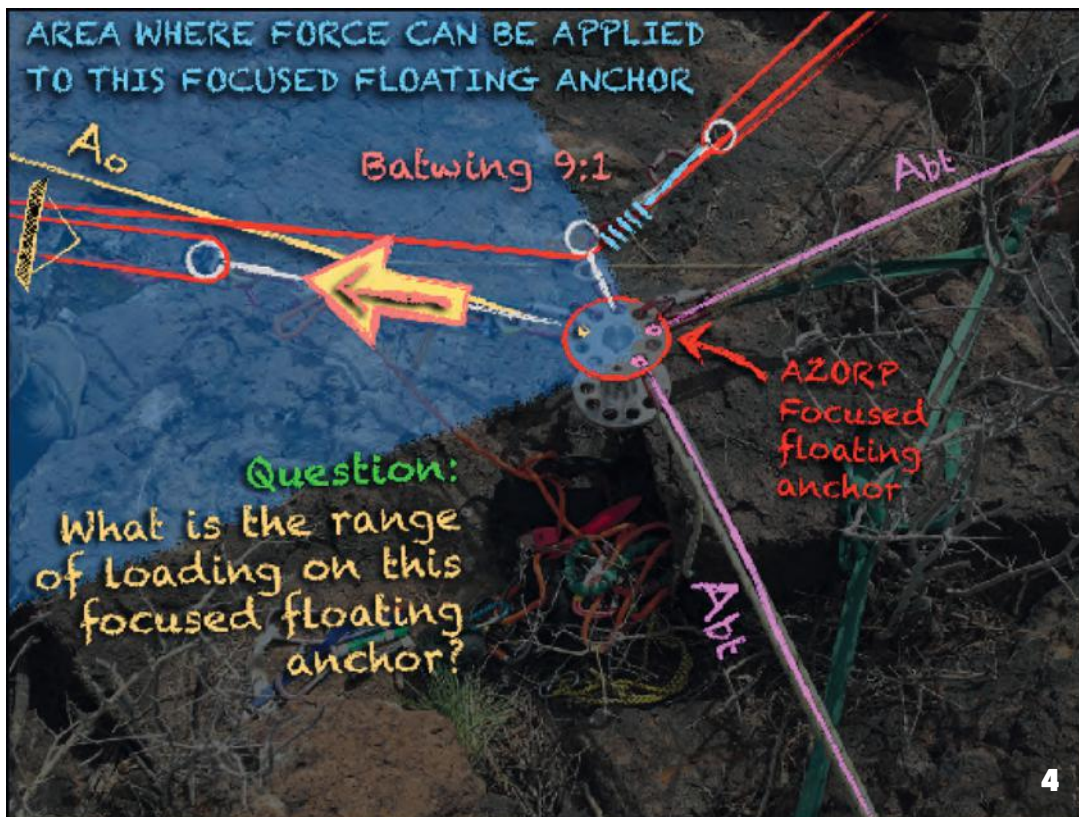 AREA WHERE FORCE CAN BE APPLIED
TO THIS FOCUSED FLOATING ANCHOR
Ao
Batwing 9:1
Abt
AZORP
Focused
floating
anchor
Question:
What is the range
of loading on this
focused floating
anchor?
Abt
4